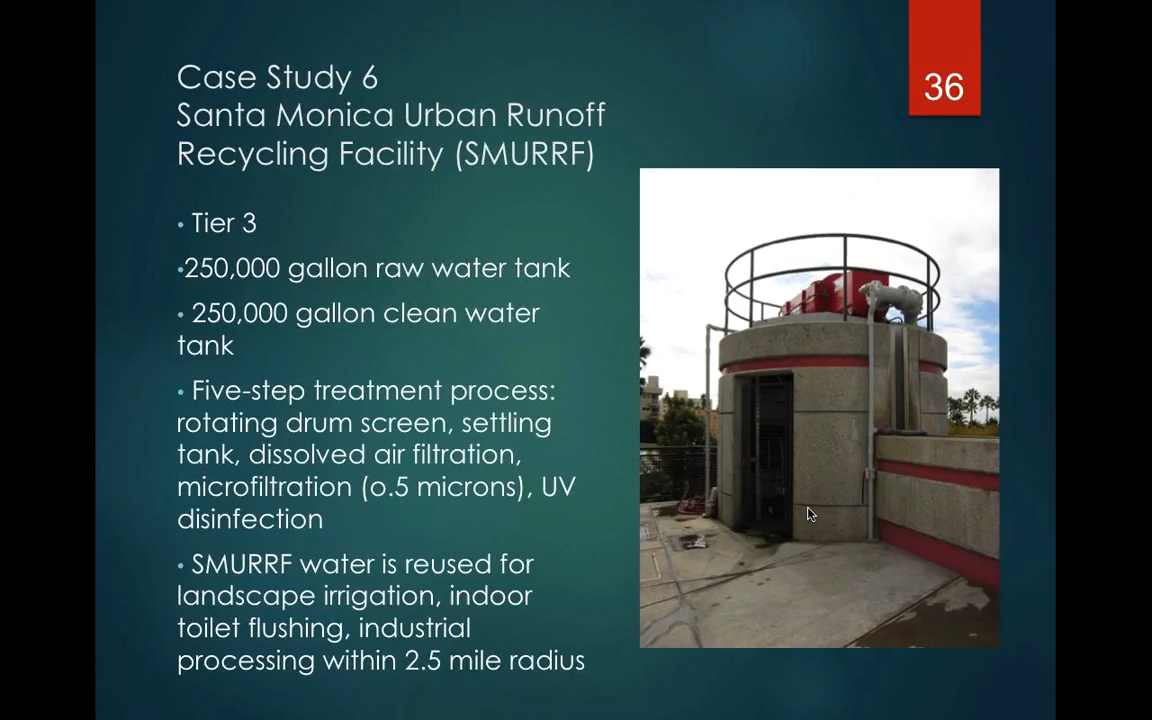 Case Study 6
Santa Monica Urban Runoff
Recycling Facility (SMURRF)
36
• Tier 3
•250,000 gallon raw water tank
• 250,000 gallon clean water
tank
• Five-step treatment process:
rotating drum screen, settling
tank, dissolved air filtration,
microfiltration (o.5 microns), UV
disinfection
• SMURRF water is reused for
landscape irrigation, indoor
toilet flushing, industrial
processing within 2.5 mile radius